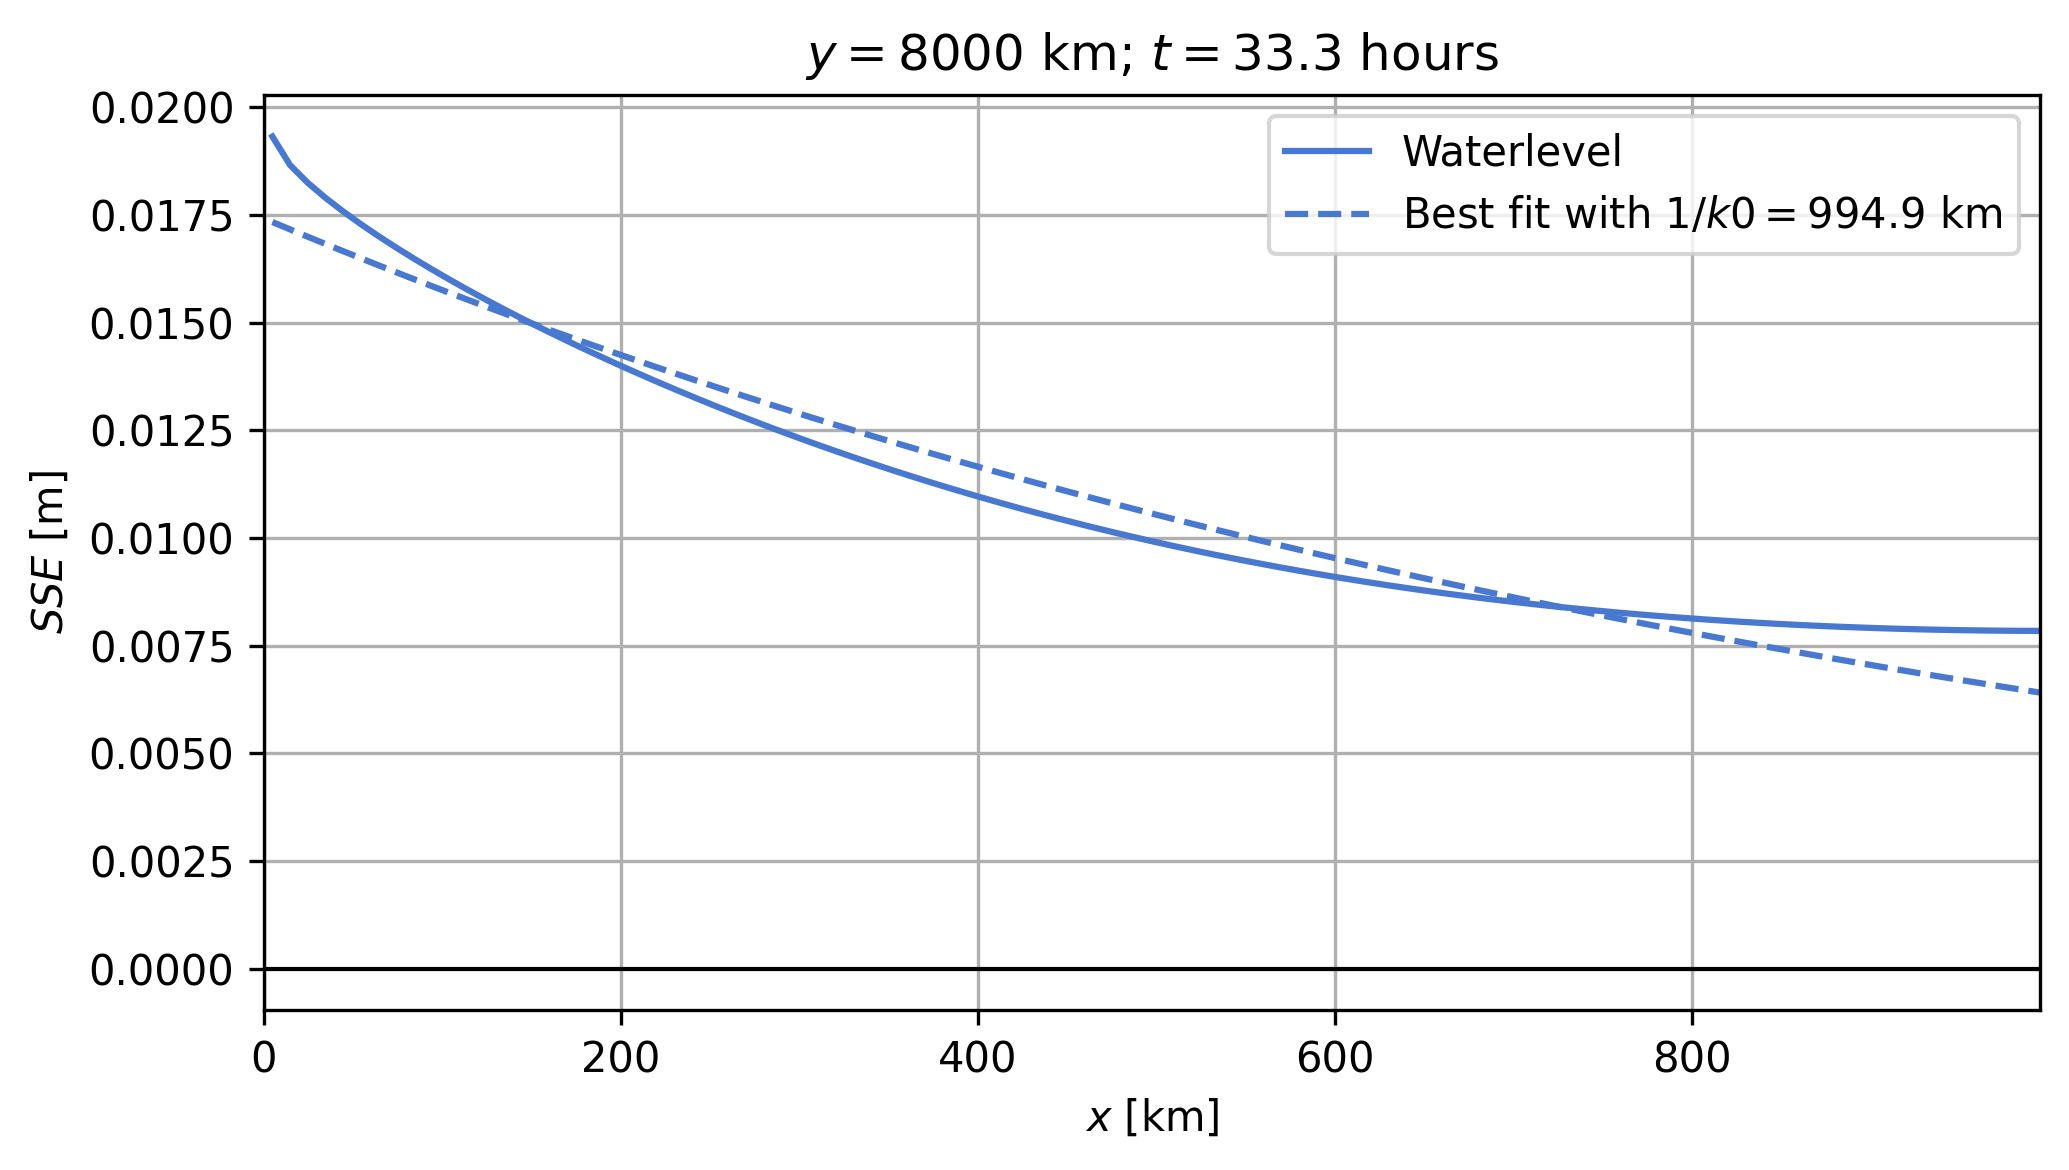 y = 8000 km; t = 33.3 hours
0.0200
0.0175
0.0150
0.0125
0.0100
0.0075
0.0050
0.0025
0.0000
SSE [m]
Waterlevel
Best fit with 1/k0 = 994.9 km
0 200 400 600 800
x [km]